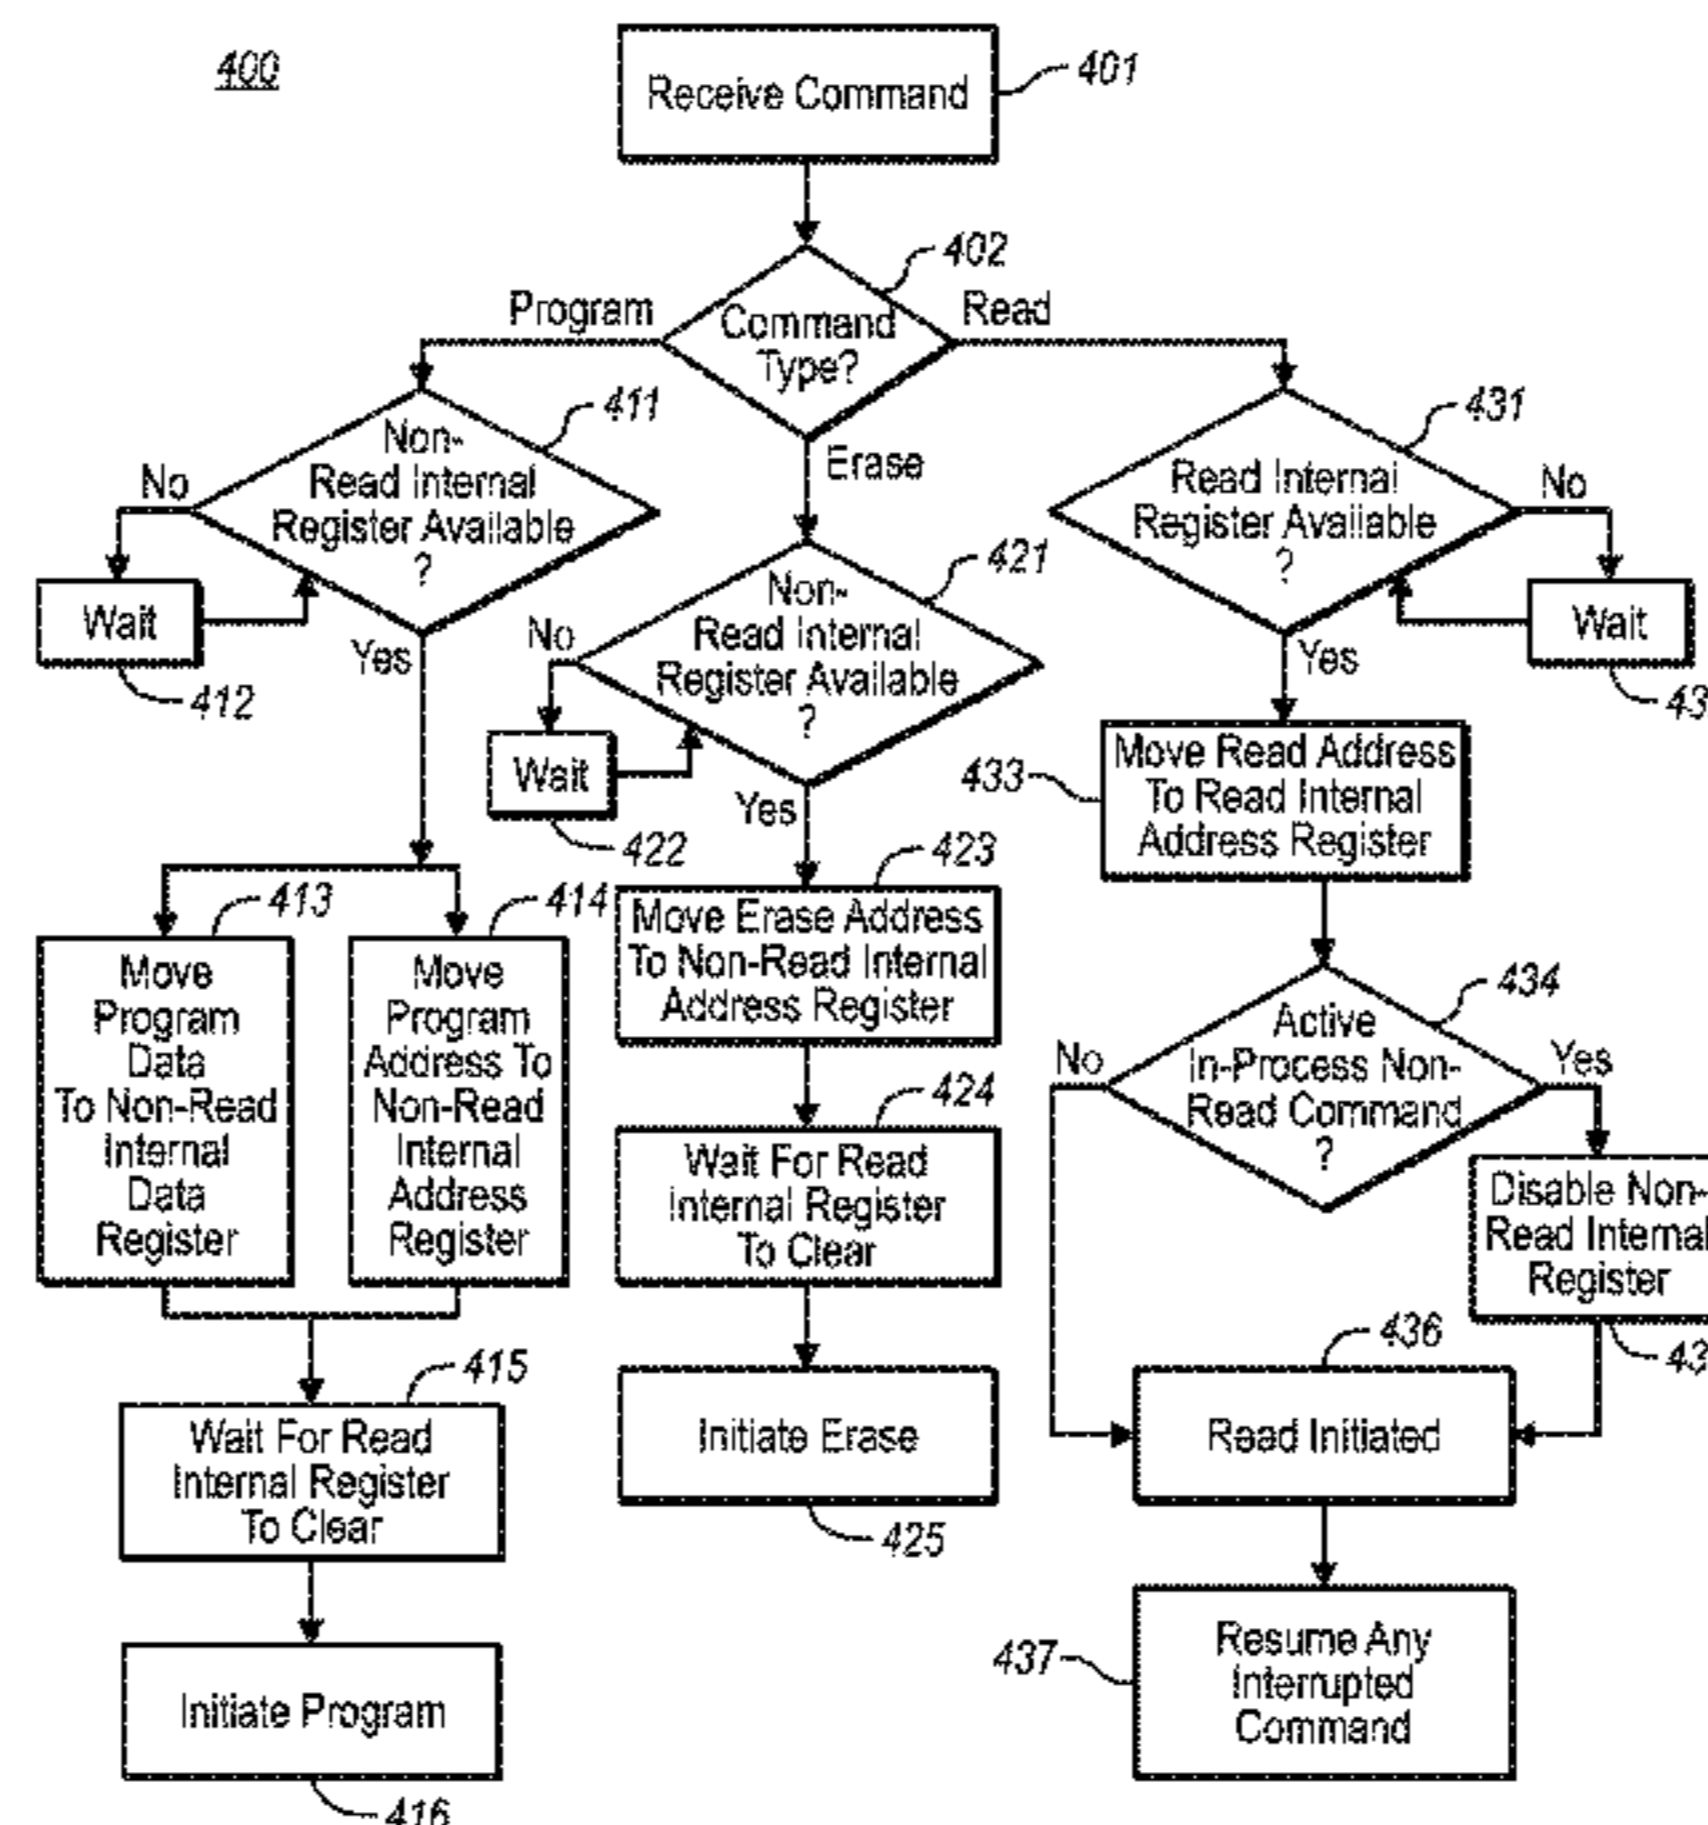 400
Receive Command
401
402
Program
Command
Type?
Read
Erase
411
Non-
Read Internal
Register Available
?
No
Yes
Wait
412
421
Non-
Read Internal
Register Available
?
No
Yes
Wait
422
431
Read Internal
Register Available
?
No
Yes
Wait
43
433
Move Read Address
To Read Internal
Address Register
413
Move
Program
Data
To Non-Read
Internal
Data
Register
414
Move
Program
Address To
Non-Read
Internal
Address
Register
423
Move Erase Address
To Non-Read Internal
Address Register
434
Active
In-Process Non-
Read Command
?
No
Yes
424
Wait For Read
Internal Register
To Clear
Disable Non-
Read Internal
Register
43
415
Wait For Read
Internal Register
To Clear
Initiate Erase
425
436
Read Initiated
Initiate Program
416
437
Resume Any
Interrupted
Command